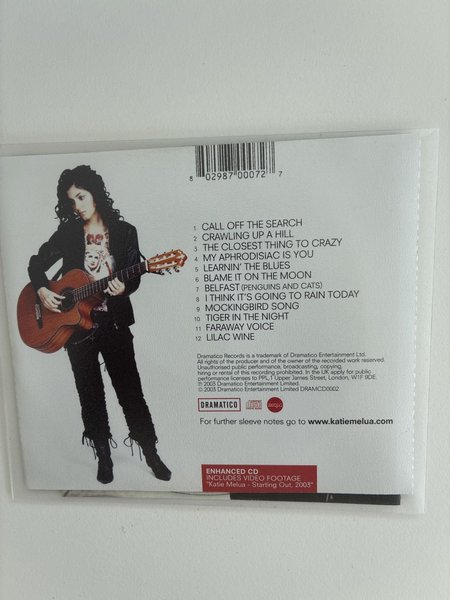 8 02987 00072 7
1 CALL OFF THE SEARCH
2 CRAWLING UP A HILL
3 THE CLOSEST THING TO CRAZY
4 MY APHRODISIAC IS YOU
5 LEARNIN' THE BLUES
6 BLAME IT ON THE MOON
7 BELFAST (PENGUINS AND CATS)
8 I THINK IT'S GOING TO RAIN TODAY
9 MOCKINGBIRD SONG
10 TIGER IN THE NIGHT
11 FARAWAY VOICE
12 LILAC WINE
Dramatico Records is a trademark of Dramatico Entertainment Ltd.
All rights of the producer and of the owner of the recorded work reserved.
Unauthorised public performance, broadcasting, copying,
hiring or rental of this recording prohibited. In the UK apply for public
performance licenses to PPL, 1 Upper James Street, London, W1F 9DE.
℗ 2003 Dramatico Entertainment Limited.
© 2003 Dramatico Entertainment Limited DRAMCD0002
DRAMATICO
For further sleeve notes go to www.katiemelua.com
ENHANCED CD
INCLUDES VIDEO FOOTAGE
"Katie Melua - Starting Out, 2003"